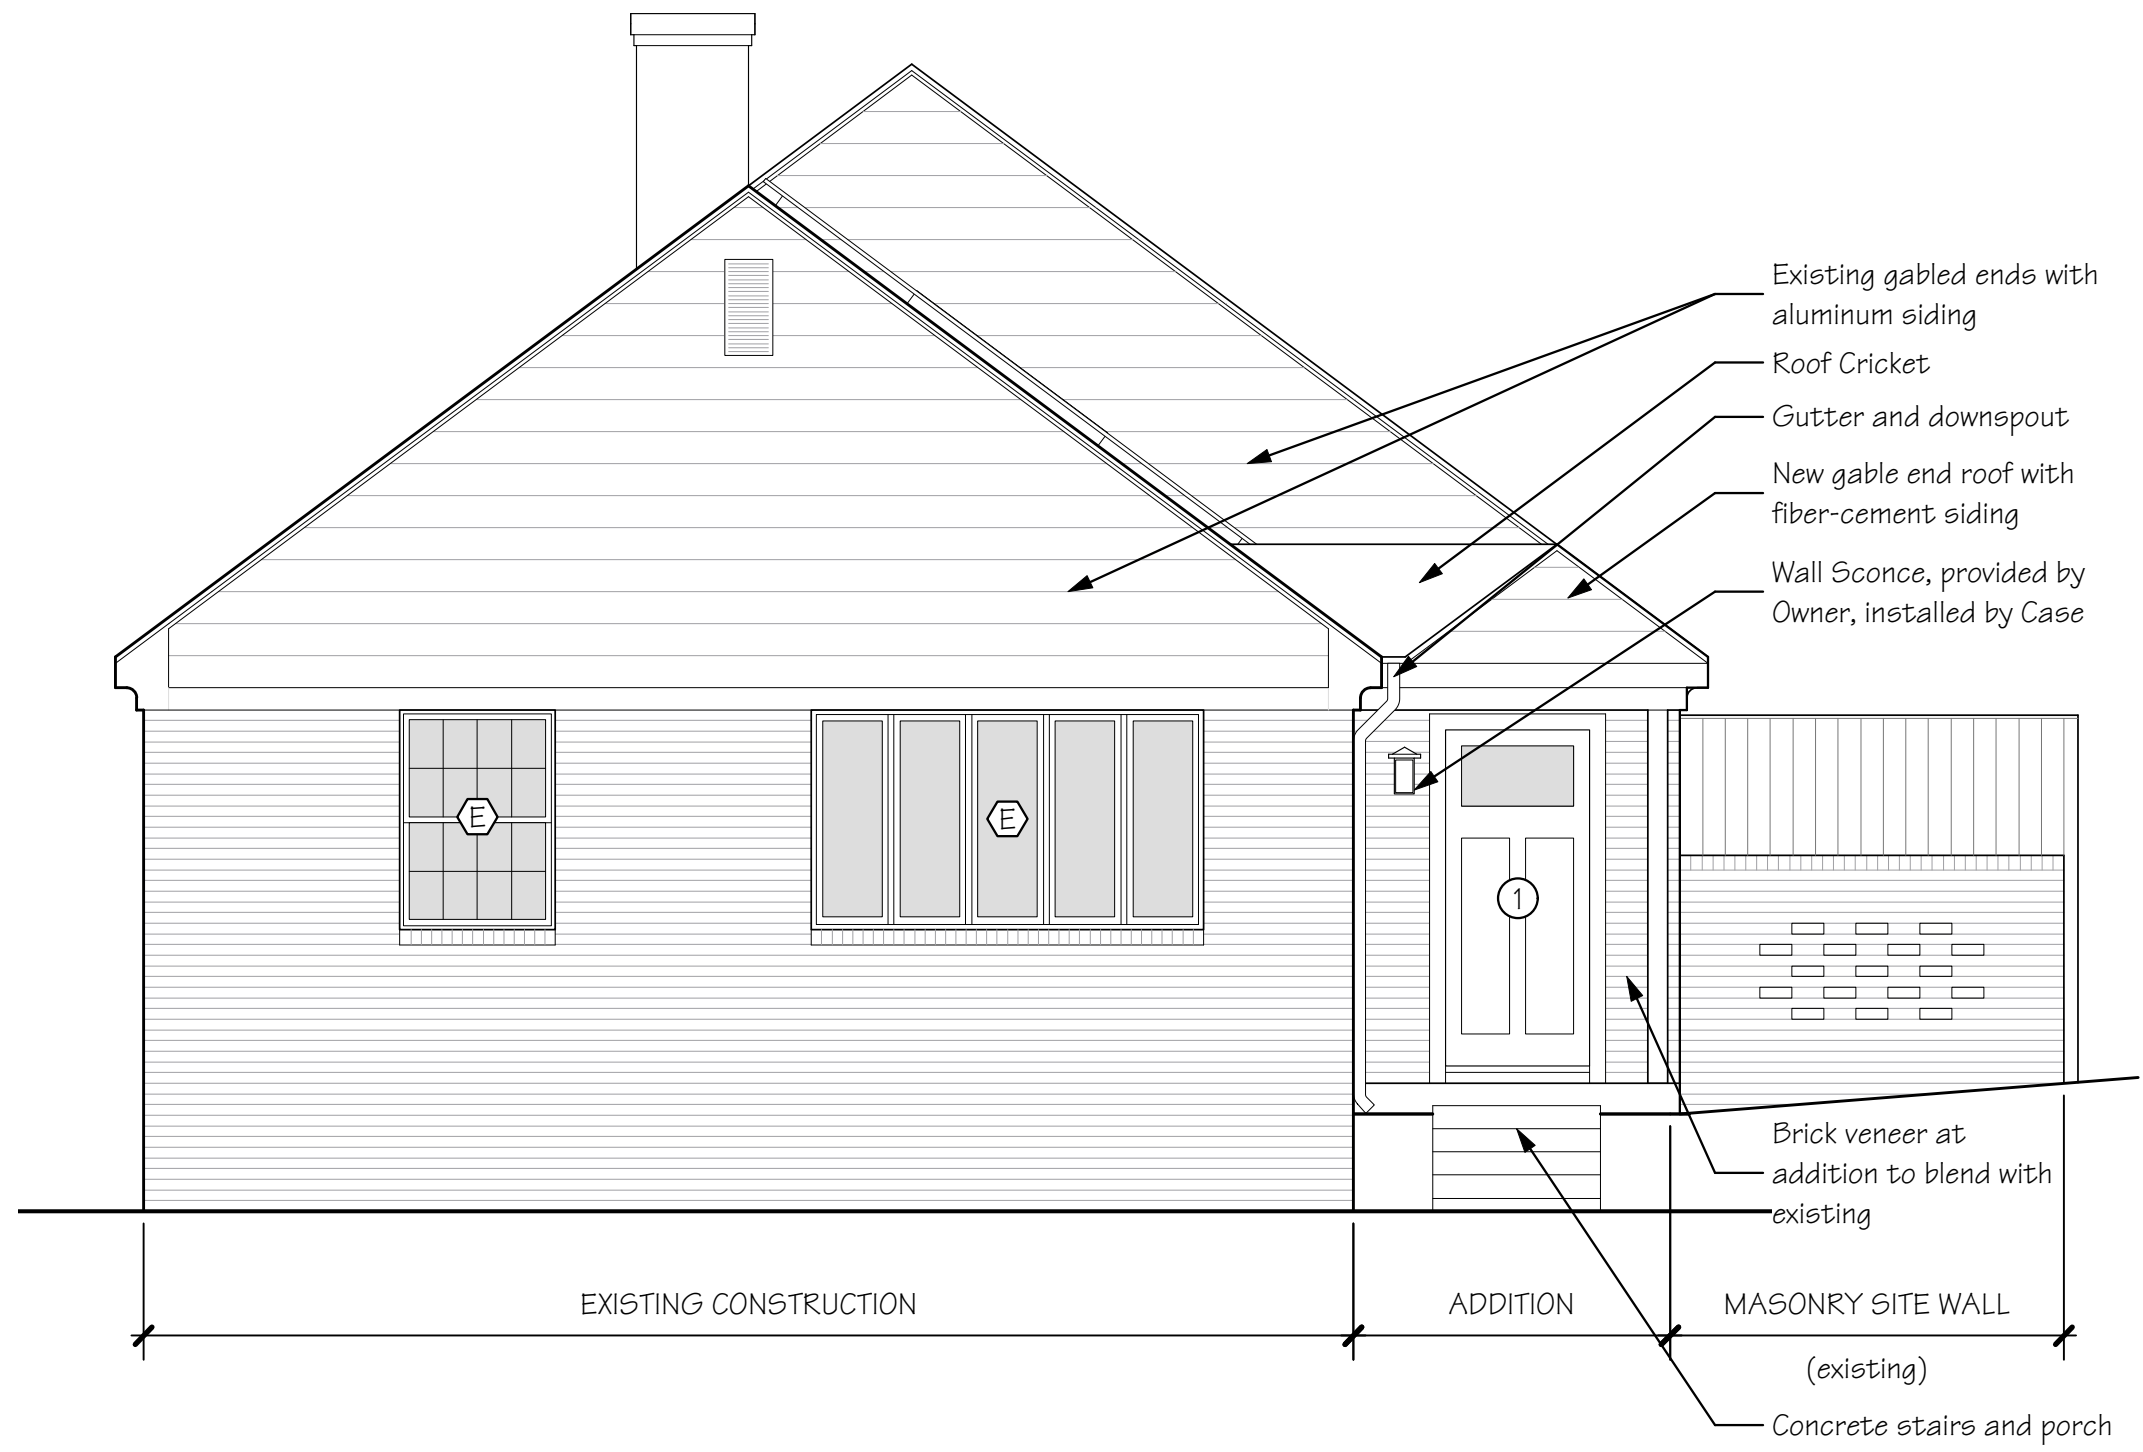 Existing gabled ends with
aluminum siding
Roof Cricket
Gutter and downspout
New gable end roof with
fiber-cement siding
Wall Sconce, provided by
Owner, installed by Case
E
E
1
Brick veneer at
addition to blend with
existing
EXISTING CONSTRUCTION
ADDITION
MASONRY SITE WALL
(existing)
Concrete stairs and porch